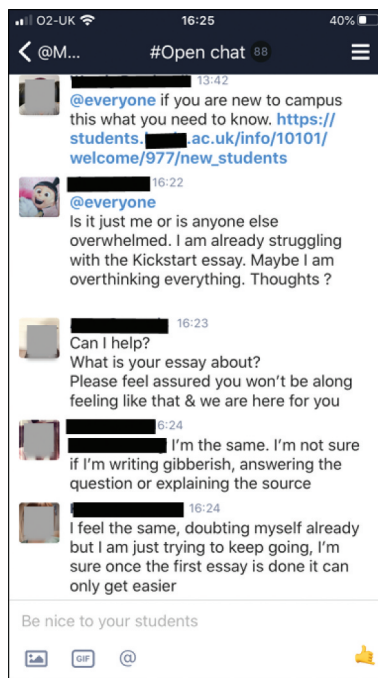 O2-UK 16:25 40%
@M... #Open chat 88
13:42
@everyone if you are new to campus
this what you need to know. https://
students. .ac.uk/info/10101/
welcome/977/new_students
16:22
@everyone
Is it just me or is anyone else
overwhelmed. I am already struggling
with the Kickstart essay. Maybe I am
overthinking everything. Thoughts ?
16:23
Can I help?
What is your essay about?
Please feel assured you won't be along
feeling like that & we are here for you
6:24
I'm the same. I'm not sure
if I'm writing gibberish, answering the
question or explaining the source
16:24
I feel the same, doubting myself already
but I am just trying to keep going, I'm
sure once the first essay is done it can
only get easier
Be nice to your students
GIF @